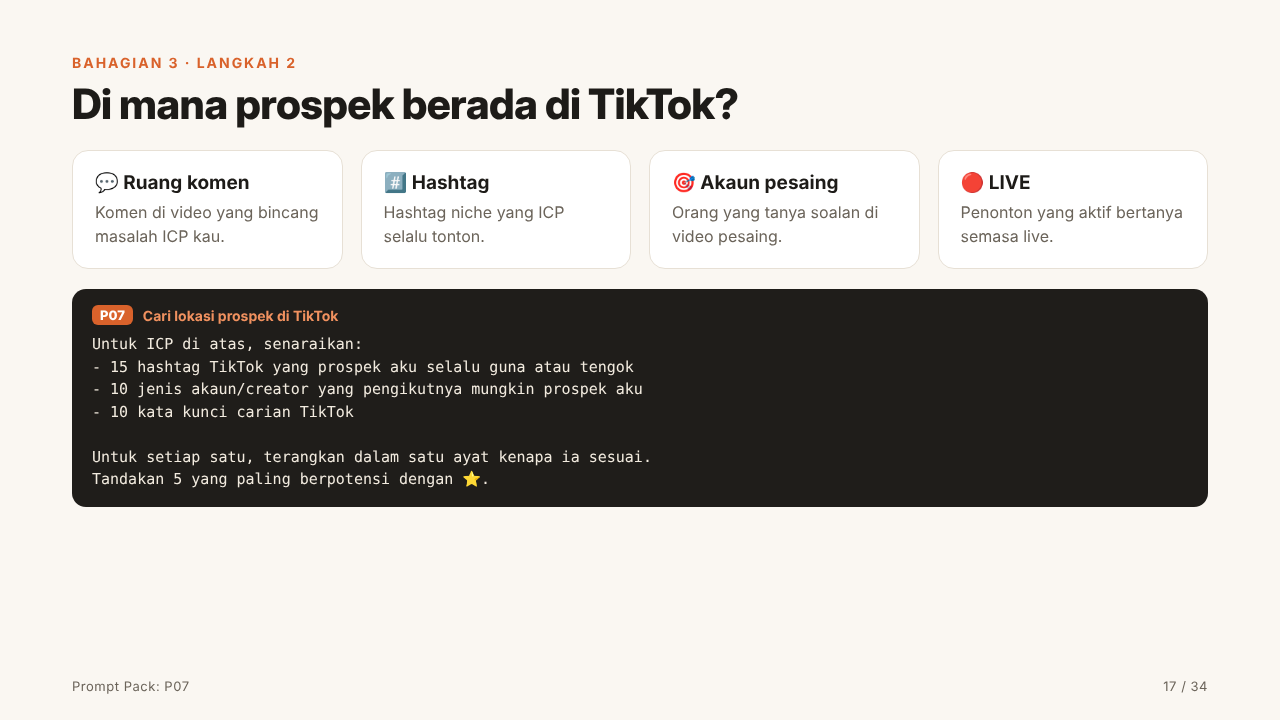 BAHAGIAN 3 · LANGKAH 2
Di mana prospek berada di TikTok?
💬 Ruang komen
Komen di video yang bincang
masalah ICP kau.
#️⃣ Hashtag
Hashtag niche yang ICP
selalu tonton.
🎯 Akaun pesaing
Orang yang tanya soalan di
video pesaing.
🔴 LIVE
Penonton yang aktif bertanya
semasa live.
P07 Cari lokasi prospek di TikTok
Untuk ICP di atas, senaraikan:
- 15 hashtag TikTok yang prospek aku selalu guna atau tengok
- 10 jenis akaun/creator yang pengikutnya mungkin prospek aku
- 10 kata kunci carian TikTok
Untuk setiap satu, terangkan dalam satu ayat kenapa ia sesuai.
Tandakan 5 yang paling berpotensi dengan ⭐.
Prompt Pack: P07
17 / 34